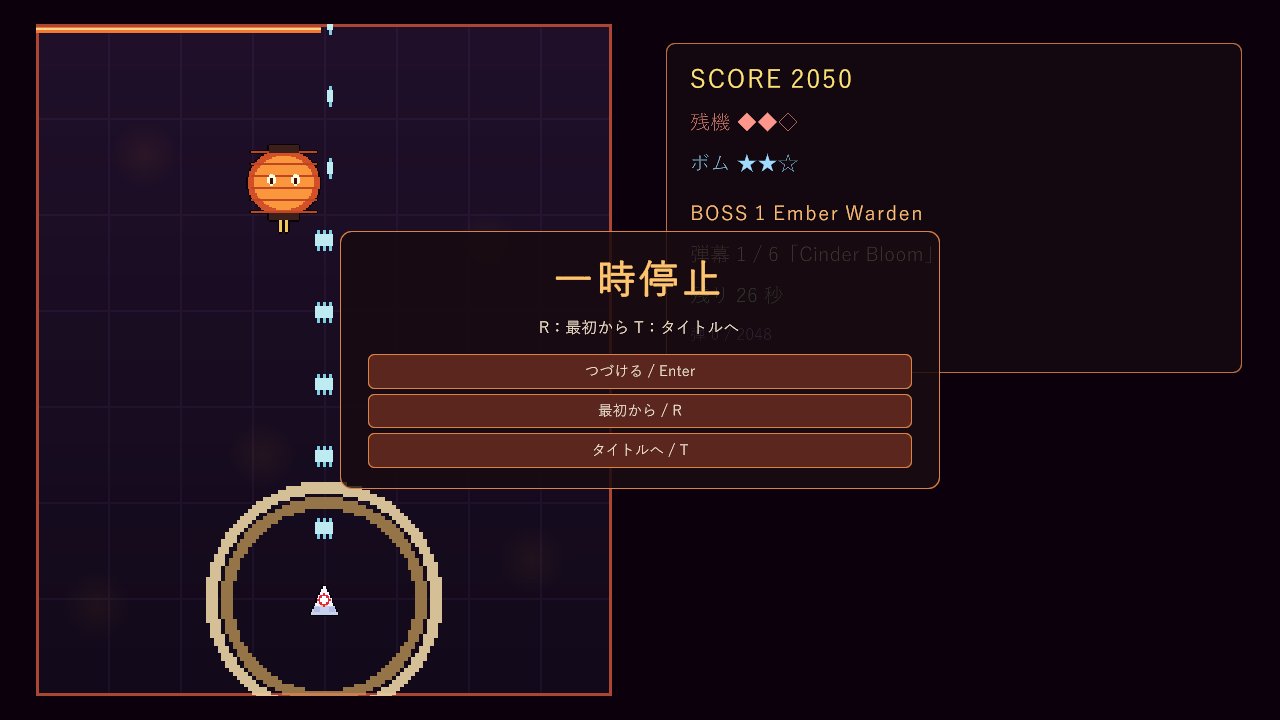 SCORE 2050
残機 ◆◆◇
ボム ★★☆
BOSS 1 Ember Warden
弾幕 1 / 6「Cinder Bloom」
残り 26 秒
一時停止
R：最初から T：タイトルへ
つづける / Enter
最初から / R
タイトルへ / T